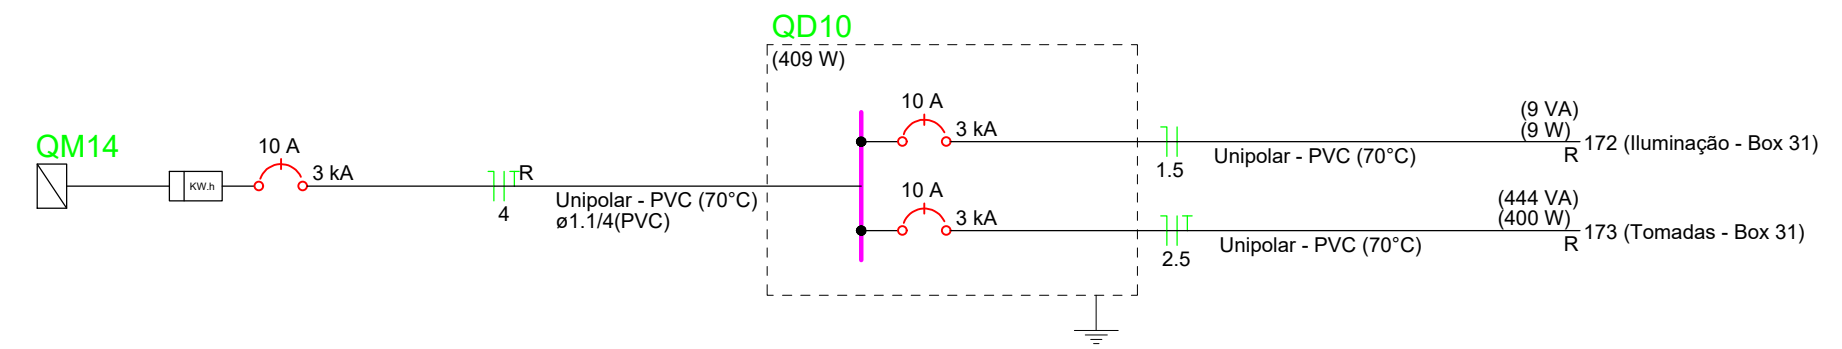 QD10
(409 W)
QM14
KW.h
10 A
3 kA
R
4
Unipolar - PVC (70°C)
ø1.1/4(PVC)
10 A
3 kA
1.5
Unipolar - PVC (70°C)
(9 VA)
(9 W)
R
172 (Iluminação - Box 31)
10 A
3 kA
2.5
Unipolar - PVC (70°C)
(444 VA)
(400 W)
R
173 (Tomadas - Box 31)